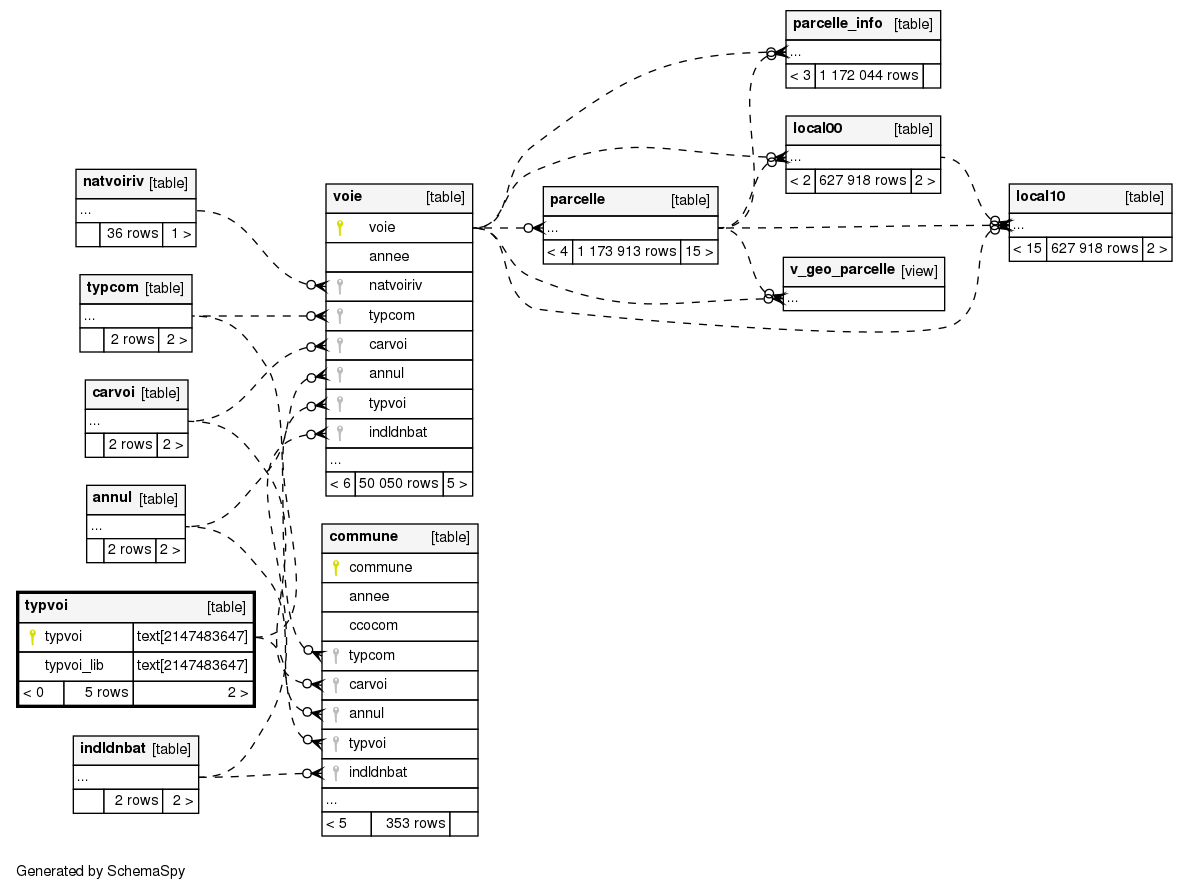 parcelle_info [table]
...
< 3 1 172 044 rows
local00 [table]
...
< 2 627 918 rows 2 >
natvoiriv [table]
...
36 rows 1 >
voie [table]
voie
annee
natvoiriv
typcom
carvoi
annul
typvoi
indldnbat
...
< 6 50 050 rows 5 >
parcelle [table]
...
< 4 1 173 913 rows 15 >
local10 [table]
...
< 15 627 918 rows 2 >
v_geo_parcelle [view]
...
typcom [table]
...
2 rows 2 >
carvoi [table]
...
2 rows 2 >
annul [table]
...
2 rows 2 >
commune [table]
commune
annee
ccocom
typcom
carvoi
annul
typvoi
indldnbat
...
< 5 353 rows
typvoi [table]
typvoi text[2147483647]
typvoi_lib text[2147483647]
< 0 5 rows 2 >
indldnbat [table]
...
2 rows 2 >
Generated by SchemaSpy